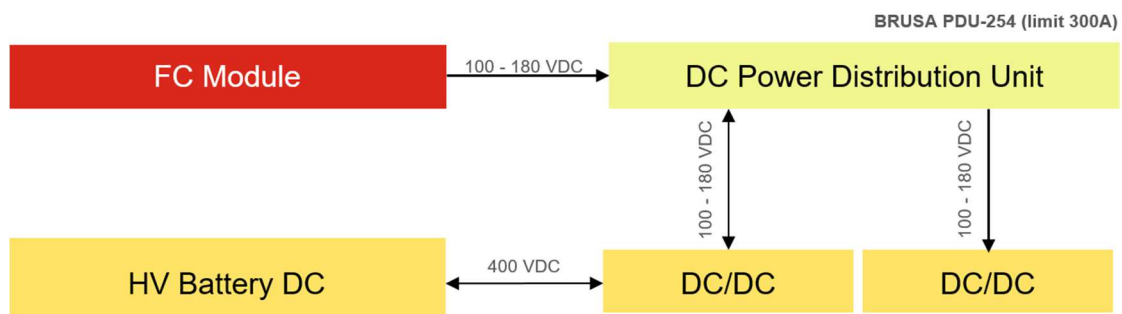 BRUSA PDU-254 (limit 300A)
FC Module
100 - 180 VDC
DC Power Distribution Unit
100 - 180 VDC
100 - 180 VDC
HV Battery DC
400 VDC
DC/DC
DC/DC